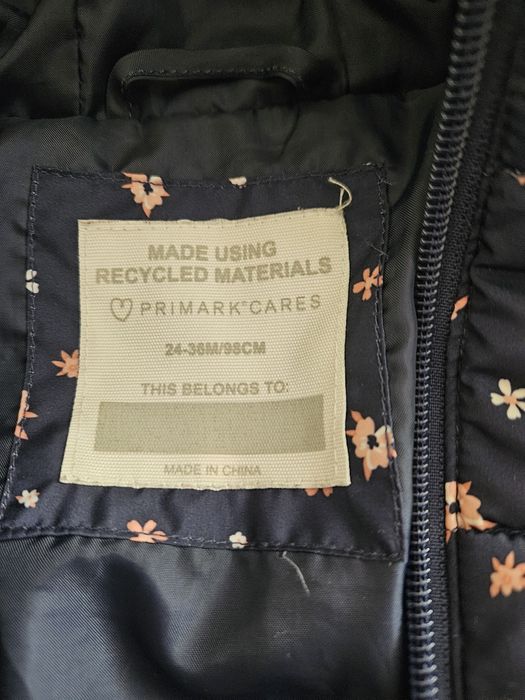 MADE USING
RECYCLED MATERIALS
PRIMARK®CARES
24-36M/98CM
THIS BELONGS TO:
MADE IN CHINA